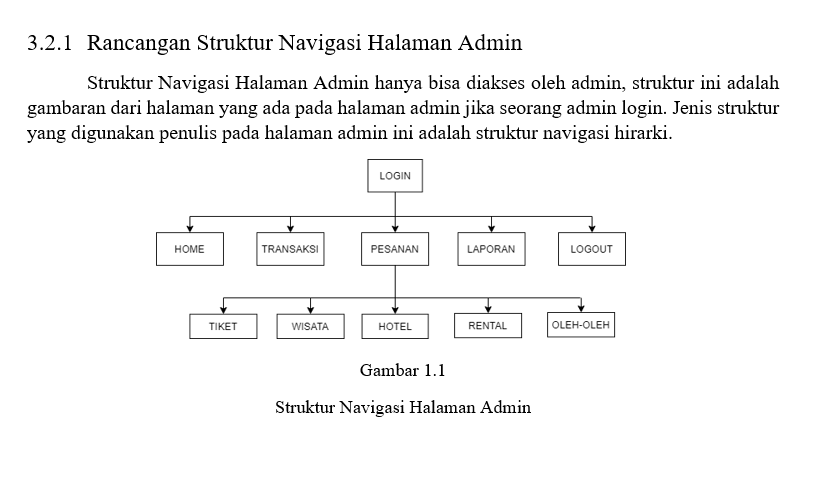 3.2.1 Rancangan Struktur Navigasi Halaman Admin
Struktur Navigasi Halaman Admin hanya bisa diakses oleh admin, struktur ini adalah
gambaran dari halaman yang ada pada halaman admin jika seorang admin login. Jenis struktur
yang digunakan penulis pada halaman admin ini adalah struktur navigasi hirarki.
LOGIN
HOME TRANSAKSI PESANAN LAPORAN LOGOUT
TIKET WISATA HOTEL RENTAL OLEH-OLEH
Gambar 1.1
Struktur Navigasi Halaman Admin